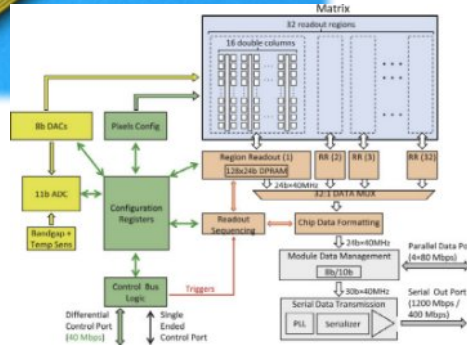 Matrix
32 readout regions
16 double columns
8b DACs
Pixels Config
11b ADC
Configuration
Registers
Region Readout (1)
128x24b DPRAM
RR (2)
RR (3)
RR (32)
24b×40MHz
32:1 DATA MUX
Bandgap +
Temp Sens
Readout
Sequencing
Chip Data Formatting
24b×40MHz
Module Data Management
8b/10b
Parallel Data Po
(4×80 Mbps)
Control Bus
Logic
Triggers
30b×40MHz
Serial Data Transmission
PLL
Serializer
Serial Out Port
(1200 Mbps /
400 Mbps)
Differential
Control Port
(40 Mbps)
Single
Ended
Control Port